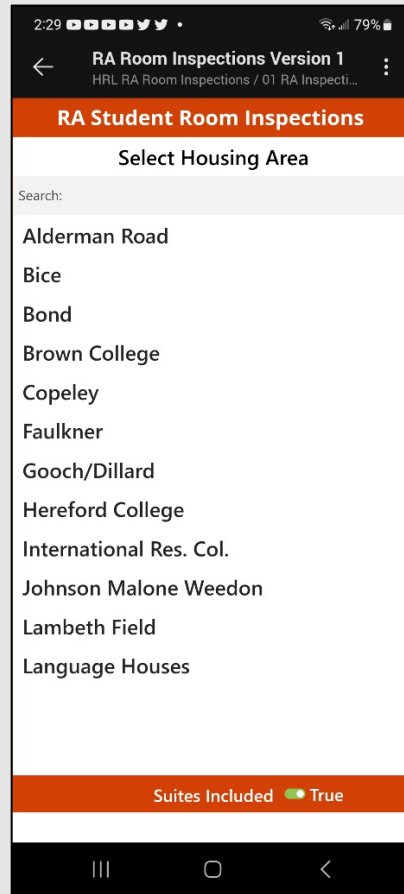 2:29 79%
RA Room Inspections Version 1
HRL RA Room Inspections / 01 RA Inspecti...
RA Student Room Inspections
Select Housing Area
Search:
Alderman Road
Bice
Bond
Brown College
Copeley
Faulkner
Gooch/Dillard
Hereford College
International Res. Col.
Johnson Malone Weedon
Lambeth Field
Language Houses
Suites Included True